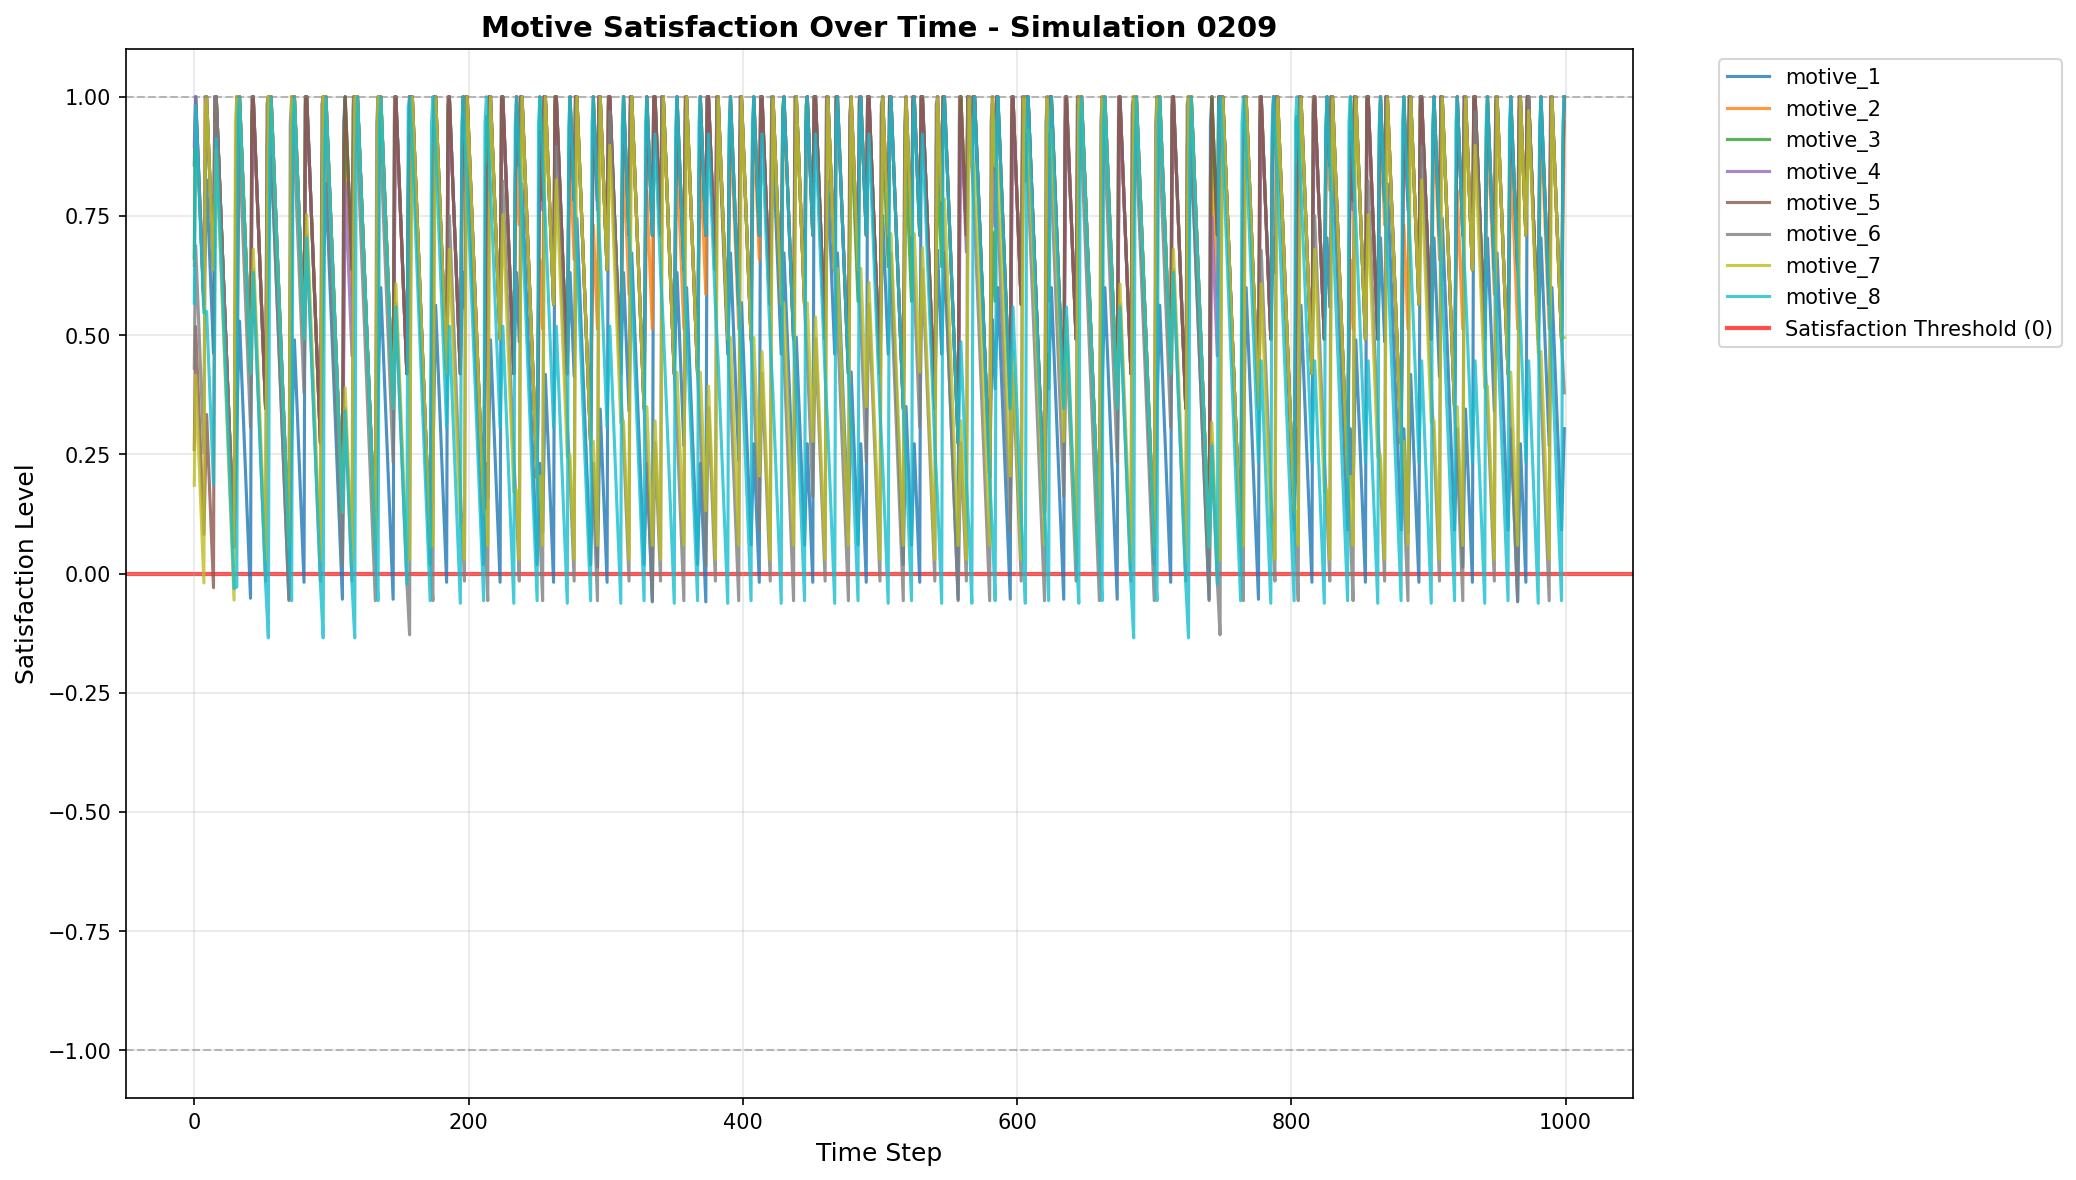 Motive Satisfaction Over Time - Simulation 0209
Satisfaction Level
1.00
0.75
0.50
0.25
0.00
−0.25
−0.50
−0.75
−1.00
0
200
400
600
800
1000
Time Step
motive_1
motive_2
motive_3
motive_4
motive_5
motive_6
motive_7
motive_8
Satisfaction Threshold (0)